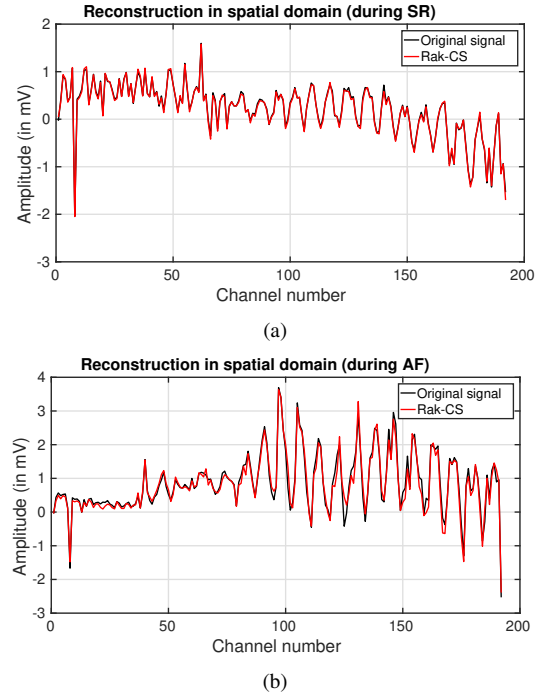 Reconstruction in spatial domain (during SR)
2
1
0
-1
-2
-3
Amplitude (in mV)
Original signal
Rak-CS
0 50 100 150 200
Channel number
(a)
Reconstruction in spatial domain (during AF)
4
3
2
1
0
-1
-2
-3
Amplitude (in mV)
Original signal
Rak-CS
0 50 100 150 200
Channel number
(b)